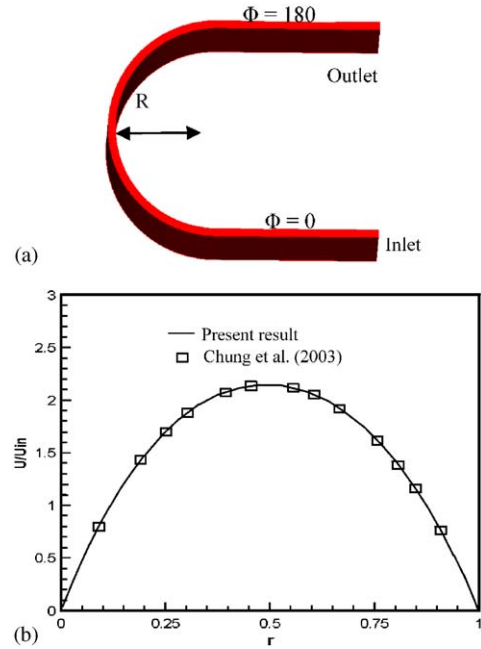 Φ = 180
Outlet
R
Φ = 0
Inlet
(a)
3
2.5
2
1.5
1
0.5
0
U/Uin
Present result
Chung et al. (2003)
0
0.25
0.5
0.75
1
r
(b)